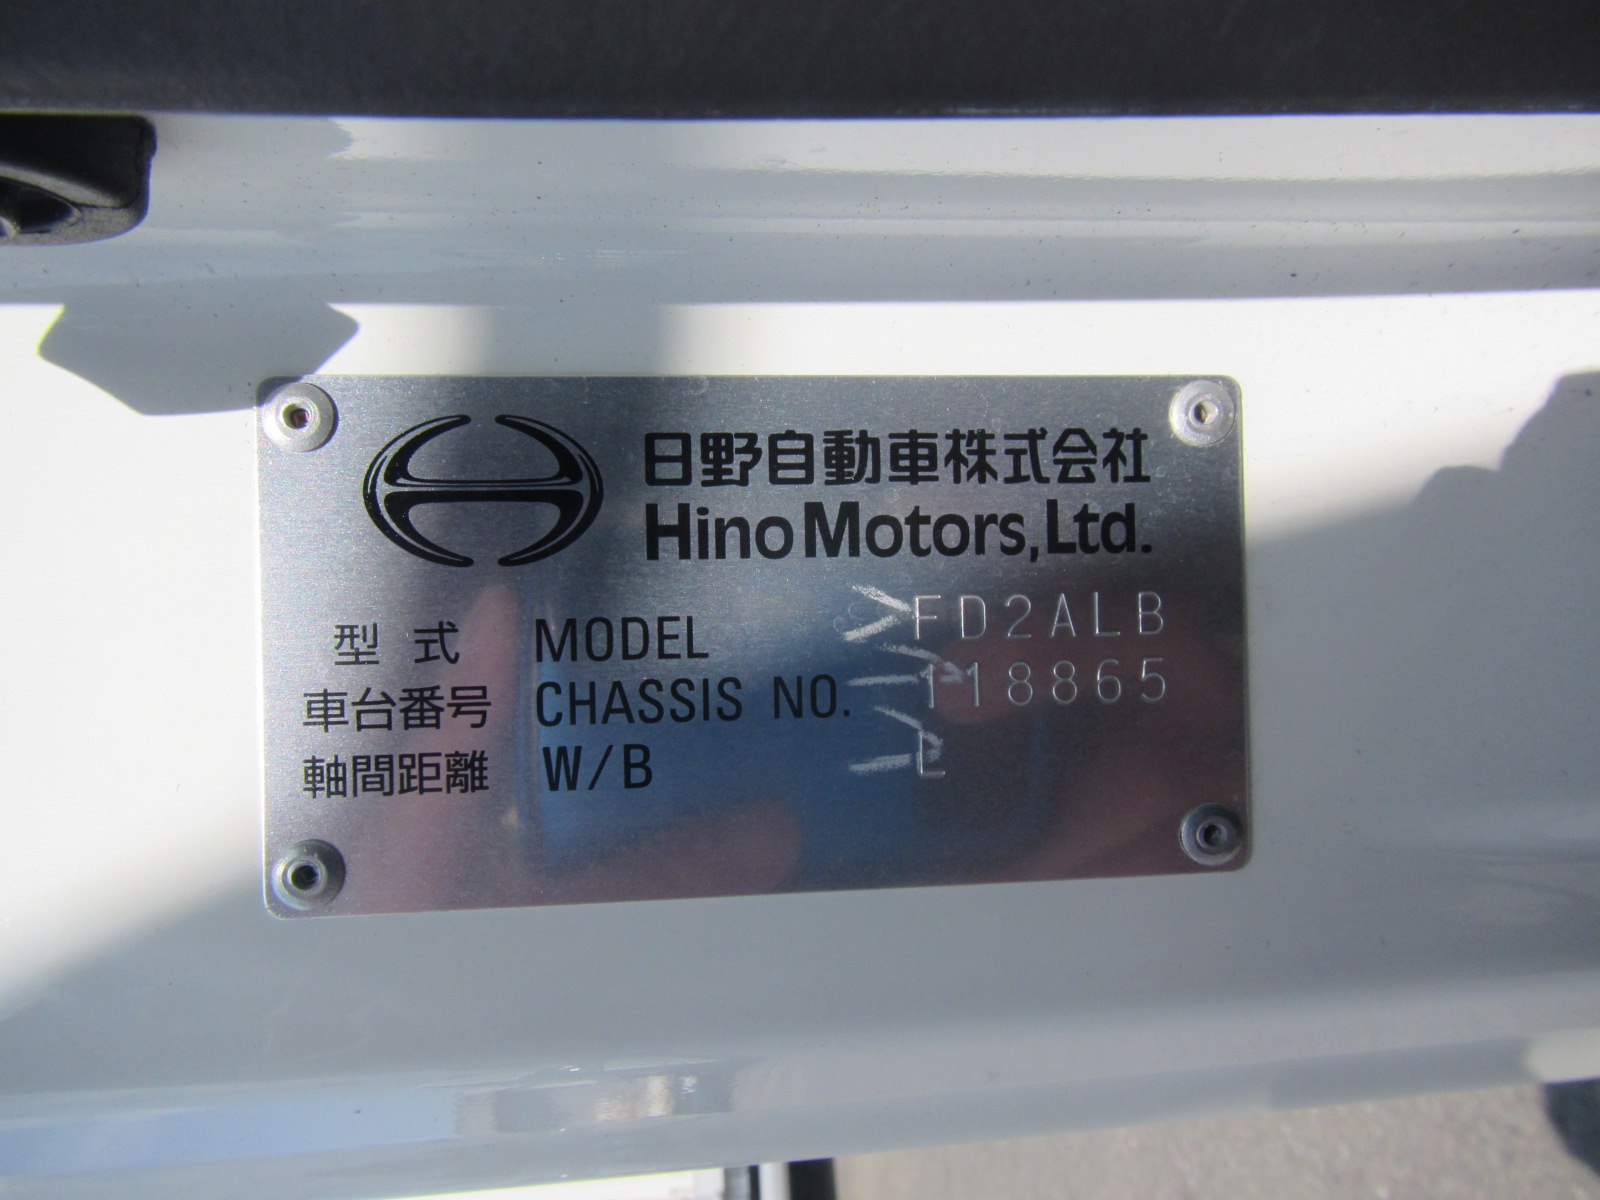 日野自動車株式会社
Hino Motors, Ltd.
型式 MODEL FD2ALB
車台番号 CHASSIS NO. 118865
軸間距離 W/B L